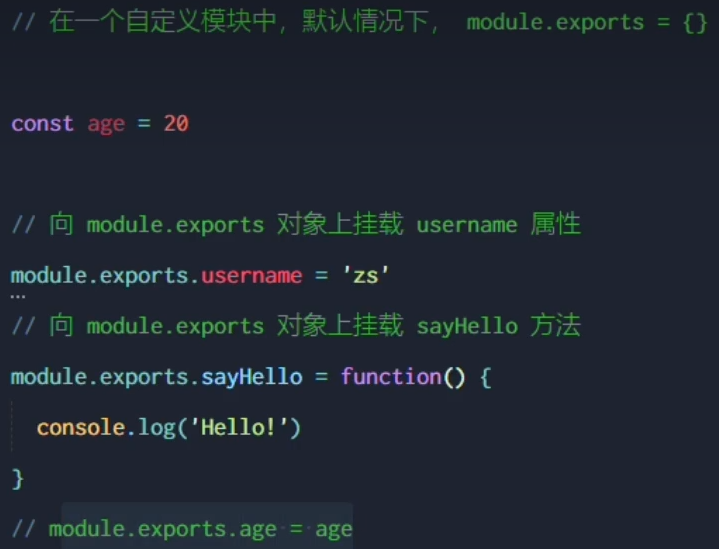 // 在一个自定义模块中，默认情况下， module.exports = {}
const age = 20
// 向 module.exports 对象上挂载 username 属性
module.exports.username = 'zs'
// 向 module.exports 对象上挂载 sayHello 方法
module.exports.sayHello = function() {
console.log('Hello!')
}
// module.exports.age = age